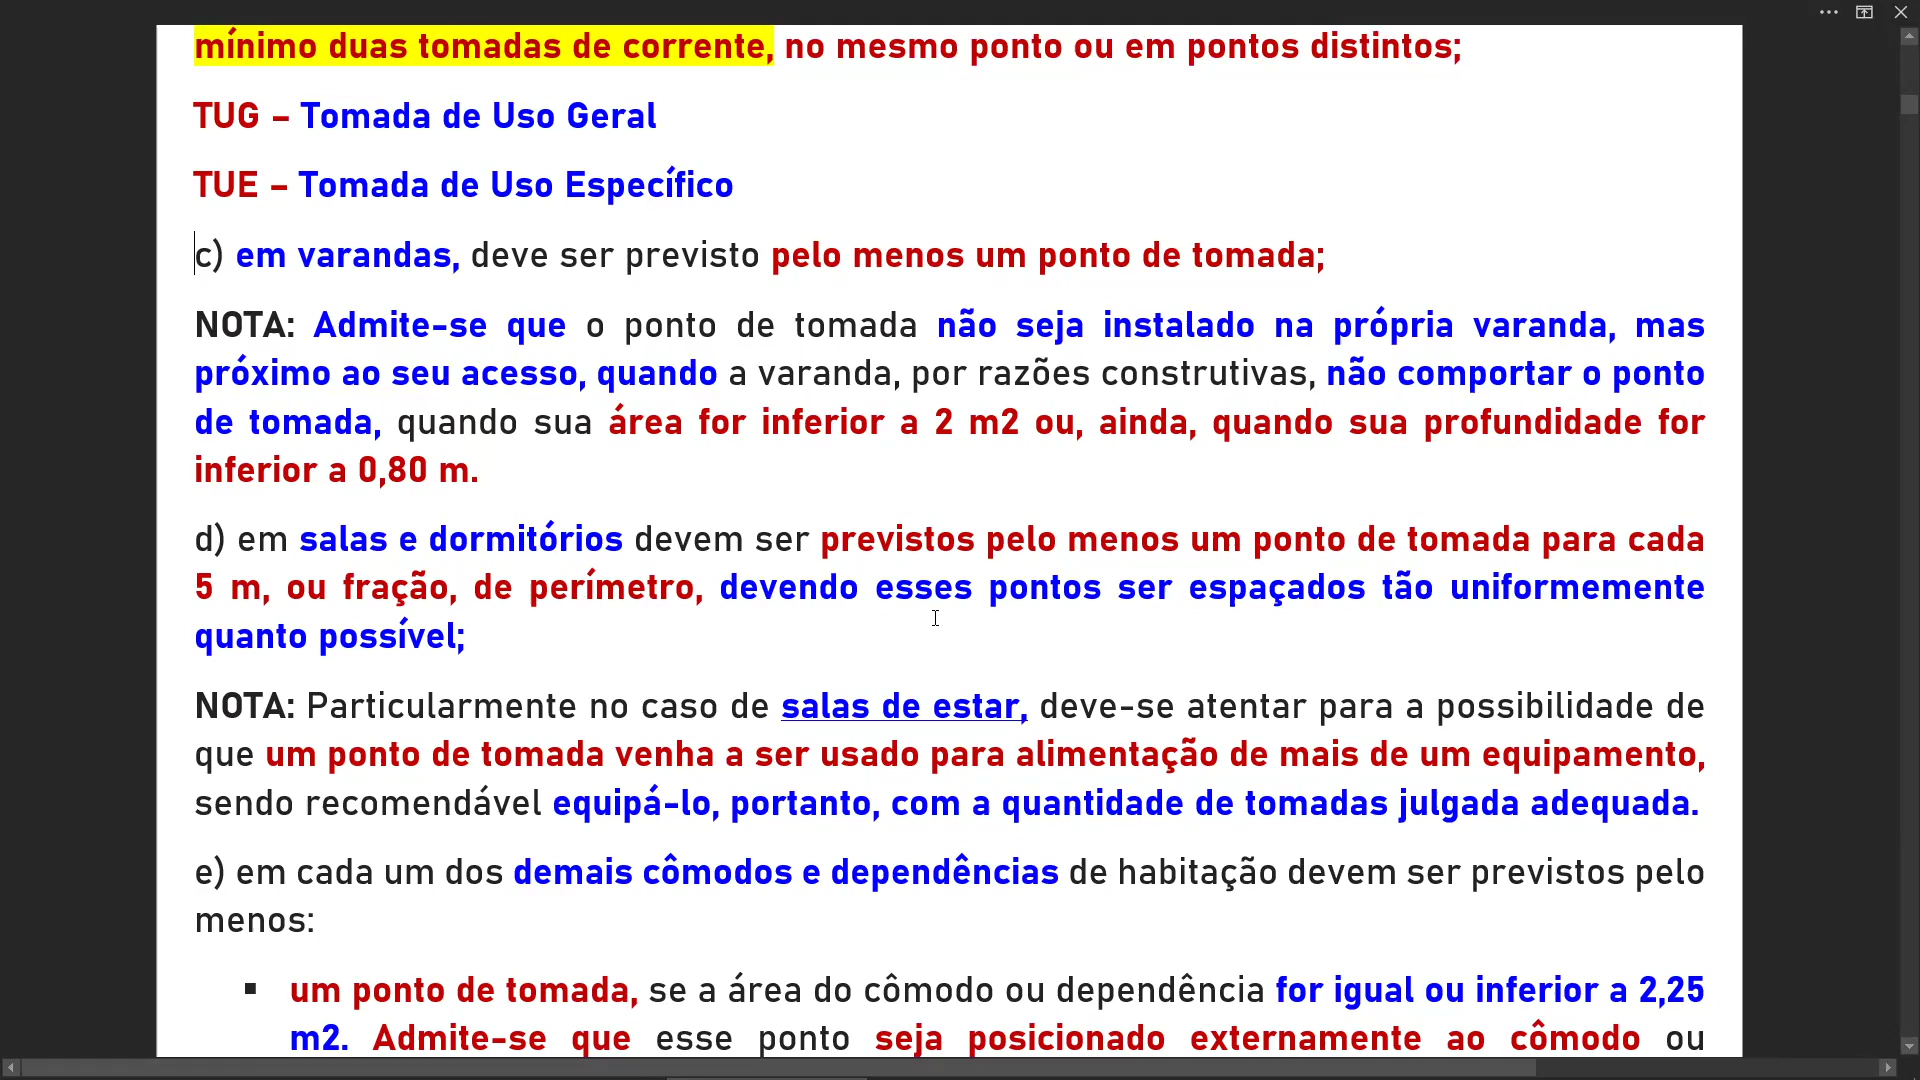 mínimo duas tomadas de corrente, no mesmo ponto ou em pontos distintos;
TUG – Tomada de Uso Geral
TUE – Tomada de Uso Específico
c) em varandas, deve ser previsto pelo menos um ponto de tomada;
NOTA: Admite-se que o ponto de tomada não seja instalado na própria varanda, mas
próximo ao seu acesso, quando a varanda, por razões construtivas, não comportar o ponto
de tomada, quando sua área for inferior a 2 m2 ou, ainda, quando sua profundidade for
inferior a 0,80 m.
d) em salas e dormitórios devem ser previstos pelo menos um ponto de tomada para cada
5 m, ou fração, de perímetro, devendo esses pontos ser espaçados tão uniformemente
quanto possível;
NOTA: Particularmente no caso de salas de estar, deve-se atentar para a possibilidade de
que um ponto de tomada venha a ser usado para alimentação de mais de um equipamento,
sendo recomendável equipá-lo, portanto, com a quantidade de tomadas julgada adequada.
e) em cada um dos demais cômodos e dependências de habitação devem ser previstos pelo
menos:
▪ um ponto de tomada, se a área do cômodo ou dependência for igual ou inferior a 2,25
m2. Admite-se que esse ponto seja posicionado externamente ao cômodo ou